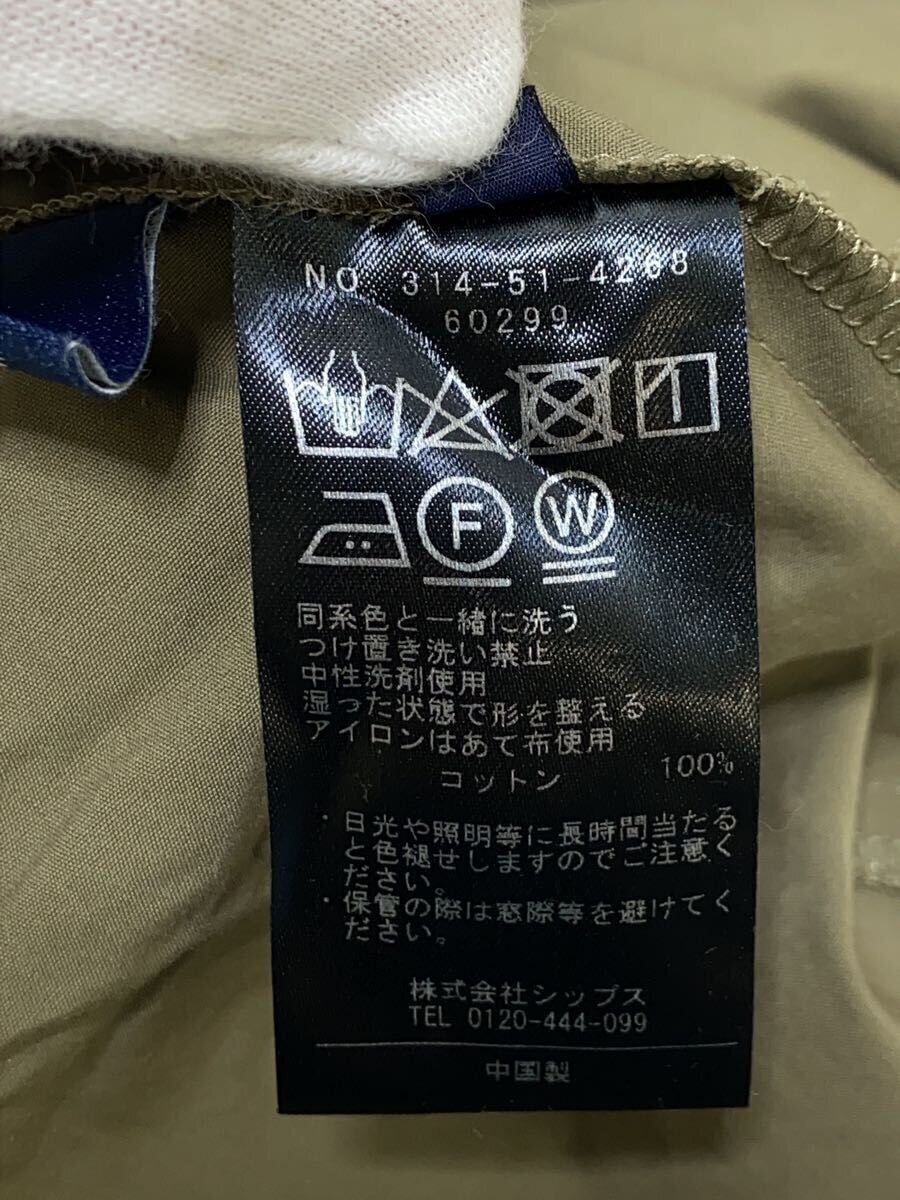 NO. 314-51-4268
60299
F W
同系色と一緒に洗う
つけ置き洗い禁止
中性洗剤使用
湿った状態で形を整える
アイロンはあて布使用
コットン 100%
・日光や照明等に長時間当たる
と色褪せしますのでご注意く
ださい。
・保管の際は窓際等を避けてく
ださい。
株式会社シップス
TEL 0120-444-099
中国製